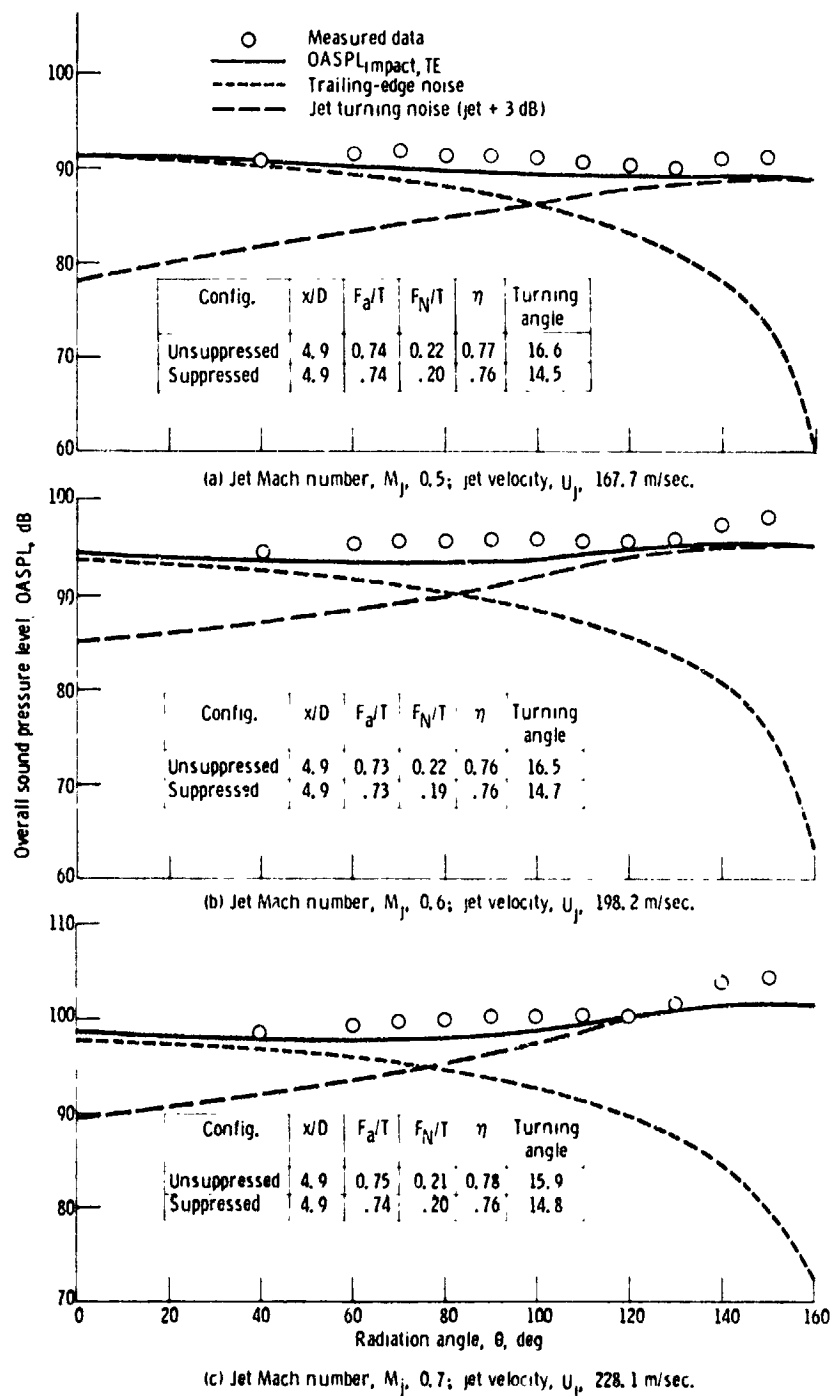 Measured data
OASPL impact, TE
Trailing-edge noise
Jet turning noise (jet + 3 dB)
100
90
80
70
60
Config. x/D Fa/T FN/T η Turning angle
Unsuppressed 4.9 0.74 0.22 0.77 16.6
Suppressed 4.9 .74 .20 .76 14.5
(a) Jet Mach number, Mj, 0.5; jet velocity, Uj, 167.7 m/sec.
Overall sound pressure level, OASPL, dB
100
90
80
70
60
Config. x/D Fa/T FN/T η Turning angle
Unsuppressed 4.9 0.73 0.22 0.76 16.5
Suppressed 4.9 .73 .19 .76 14.7
(b) Jet Mach number, Mj, 0.6; jet velocity, Uj, 198.2 m/sec.
110
100
90
80
70
Config. x/D Fa/T FN/T η Turning angle
Unsuppressed 4.9 0.75 0.21 0.78 15.9
Suppressed 4.9 .74 .20 .76 14.8
0 20 40 60 80 100 120 140 160
Radiation angle, θ, deg
(c) Jet Mach number, Mj, 0.7; jet velocity, Uj, 228.1 m/sec.